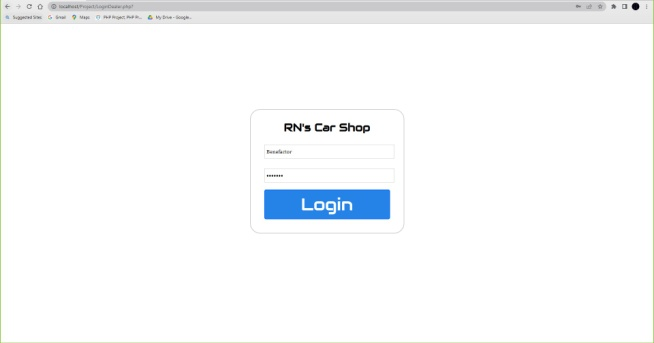 localhost/Project/LoginDealer.php?
Suggested Sites Gmail Maps PHP Project, PHP Pr... My Drive - Google...
RN's Car Shop
Benefactor
•••••••
Login